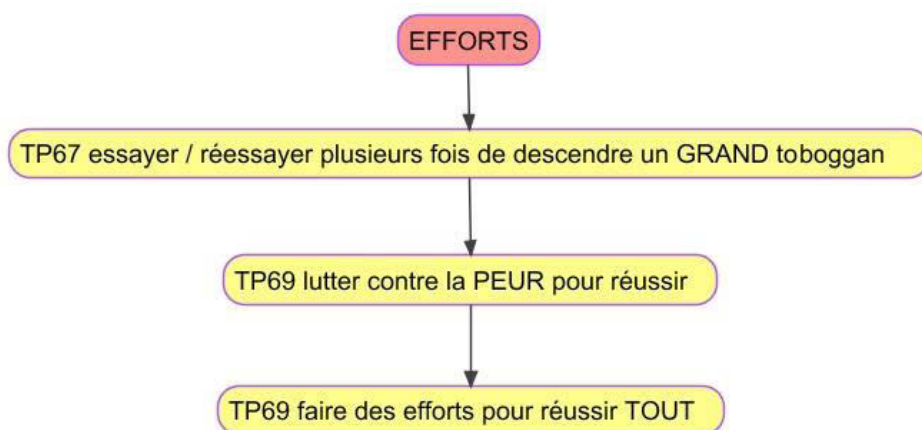 EFFORTS
TP67 essayer / réessayer plusieurs fois de descendre un GRAND toboggan
TP69 lutter contre la PEUR pour réussir
TP69 faire des efforts pour réussir TOUT